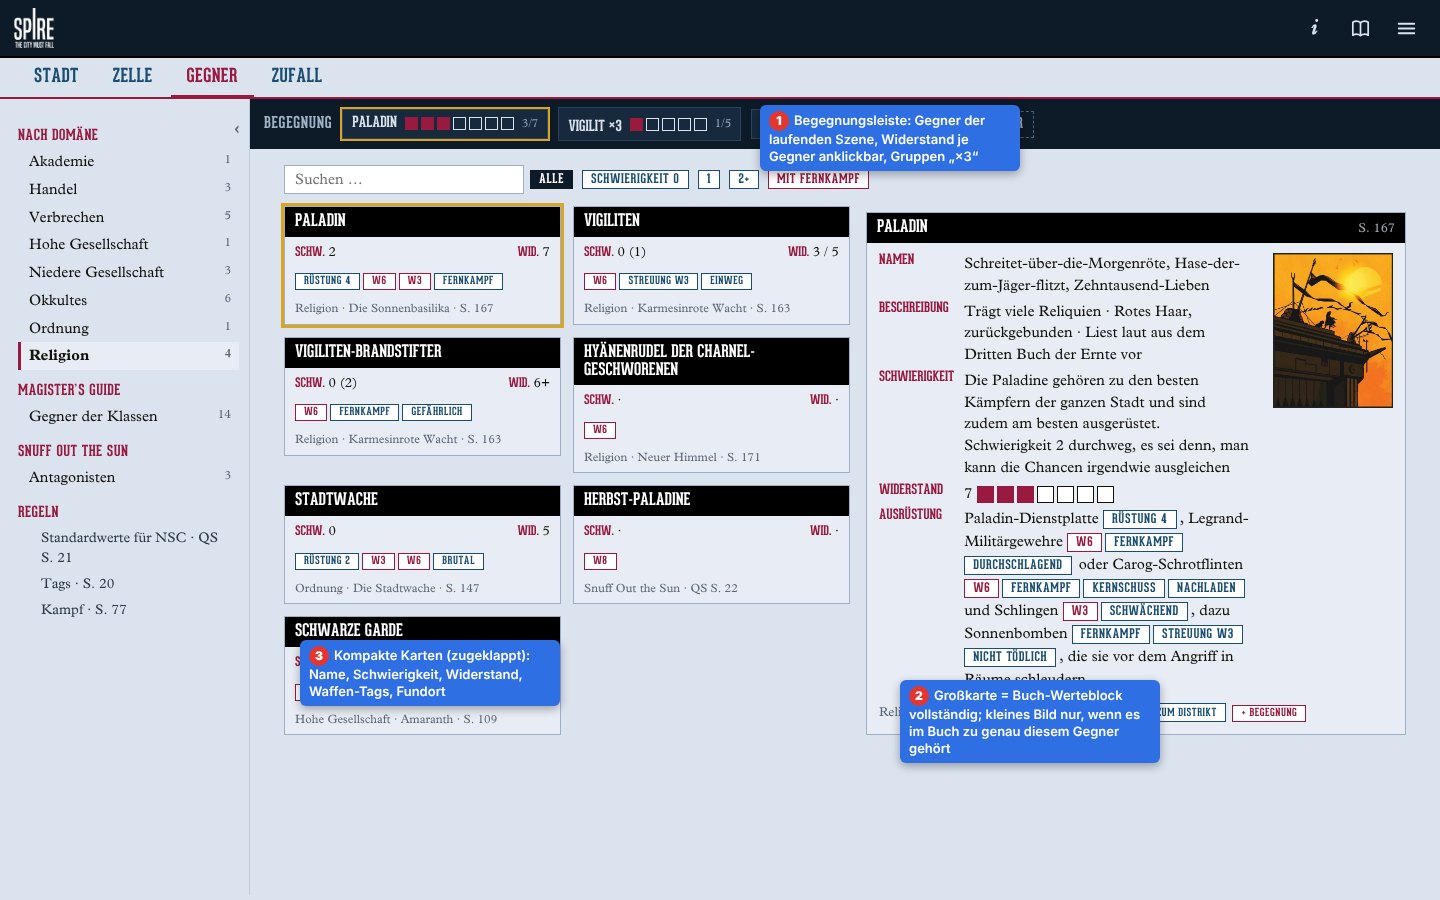 SPIRE
THE CITY MUST FALL
i
STADT ZELLE GEGNER ZUFALL
NACH DOMÄNE
Akademie 1
Handel 3
Verbrechen 5
Hohe Gesellschaft 1
Niedere Gesellschaft 3
Okkultes 6
Ordnung 1
Religion 4
MAGISTER'S GUIDE
Gegner der Klassen 14
SNUFF OUT THE SUN
Antagonisten 3
REGELN
Standardwerte für NSC · QS
S. 21
Tags · S. 20
Kampf · S. 77
BEGEGNUNG PALADIN 3/7 VIGILIT ×3 1/5
1 Begegnungsleiste: Gegner der
laufenden Szene, Widerstand je
Gegner anklickbar, Gruppen „×3“
Suchen … ALLE SCHWIERIGKEIT 0 1 2+ MIT FERNKAMPF
PALADIN
SCHW. 2 WID. 7
RÜSTUNG 4 W6 W3 FERNKAMPF
Religion · Die Sonnenbasilika · S. 167
VIGILITEN
SCHW. 0 (1) WID. 3 / 5
W6 STREUUNG W3 EINWEG
Religion · Karmesinrote Wacht · S. 163
VIGILITEN-BRANDSTIFTER
SCHW. 0 (2) WID. 6+
W6 FERNKAMPF GEFÄHRLICH
Religion · Karmesinrote Wacht · S. 163
HYÄNENRUDEL DER CHARNEL-
GESCHWORENEN
SCHW. · WID. ·
W6
Religion · Neuer Himmel · S. 171
STADTWACHE
SCHW. 0 WID. 5
RÜSTUNG 2 W3 W6 BRUTAL
Ordnung · Die Stadtwache · S. 147
HERBST-PALADINE
SCHW. · WID. ·
W8
Snuff Out the Sun · QS S. 22
SCHWARZE GARDE
3 Kompakte Karten (zugeklappt):
Name, Schwierigkeit, Widerstand,
Waffen-Tags, Fundort
Hohe Gesellschaft · Amaranth · S. 109
PALADIN S. 167
NAMEN Schreitet-über-die-Morgenröte, Hase-der-
zum-Jäger-flitzt, Zehntausend-Lieben
BESCHREIBUNG Trägt viele Reliquien · Rotes Haar,
zurückgebunden · Liest laut aus dem
Dritten Buch der Ernte vor
SCHWIERIGKEIT Die Paladine gehören zu den besten
Kämpfern der ganzen Stadt und sind
zudem am besten ausgerüstet.
Schwierigkeit 2 durchweg, es sei denn, man
kann die Chancen irgendwie ausgleichen
WIDERSTAND 7
AUSRÜSTUNG Paladin-Dienstplatte RÜSTUNG 4 , Legrand-
Militärgewehre W6 FERNKAMPF
DURCHSCHLAGEND oder Carog-Schrotflinten
W6 FERNKAMPF KERNSCHUSS NACHLADEN
und Schlingen W3 SCHWÄCHEND , dazu
Sonnenbomben FERNKAMPF STREUUNG W3
NICHT TÖDLICH , die sie vor dem Angriff in
Räume schleudern
2 Großkarte = Buch-Werteblock
vollständig; kleines Bild nur, wenn es
im Buch zu genau diesem Gegner
gehört
Reli ZUM DISTRIKT + BEGEGNUNG